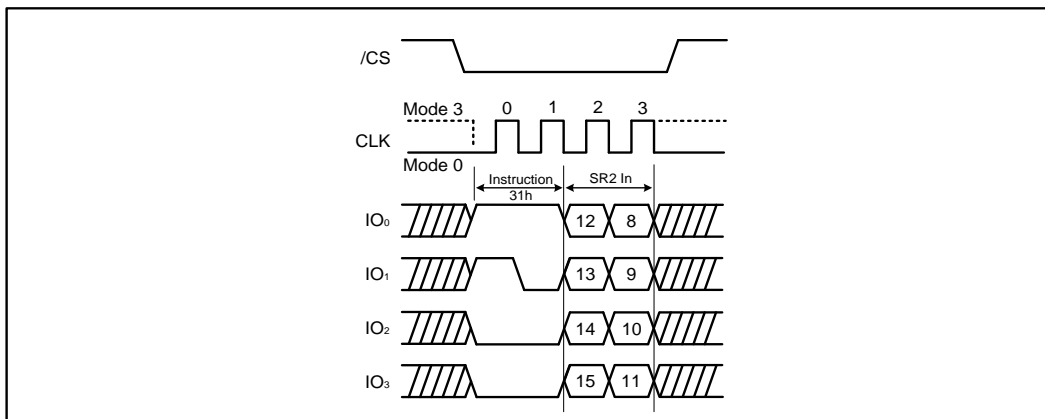 /CS
Mode 3 0 1 2 3
CLK
Mode 0
Instruction SR2 In
31h
IO₀ 12 8
IO₁ 13 9
IO₂ 14 10
IO₃ 15 11